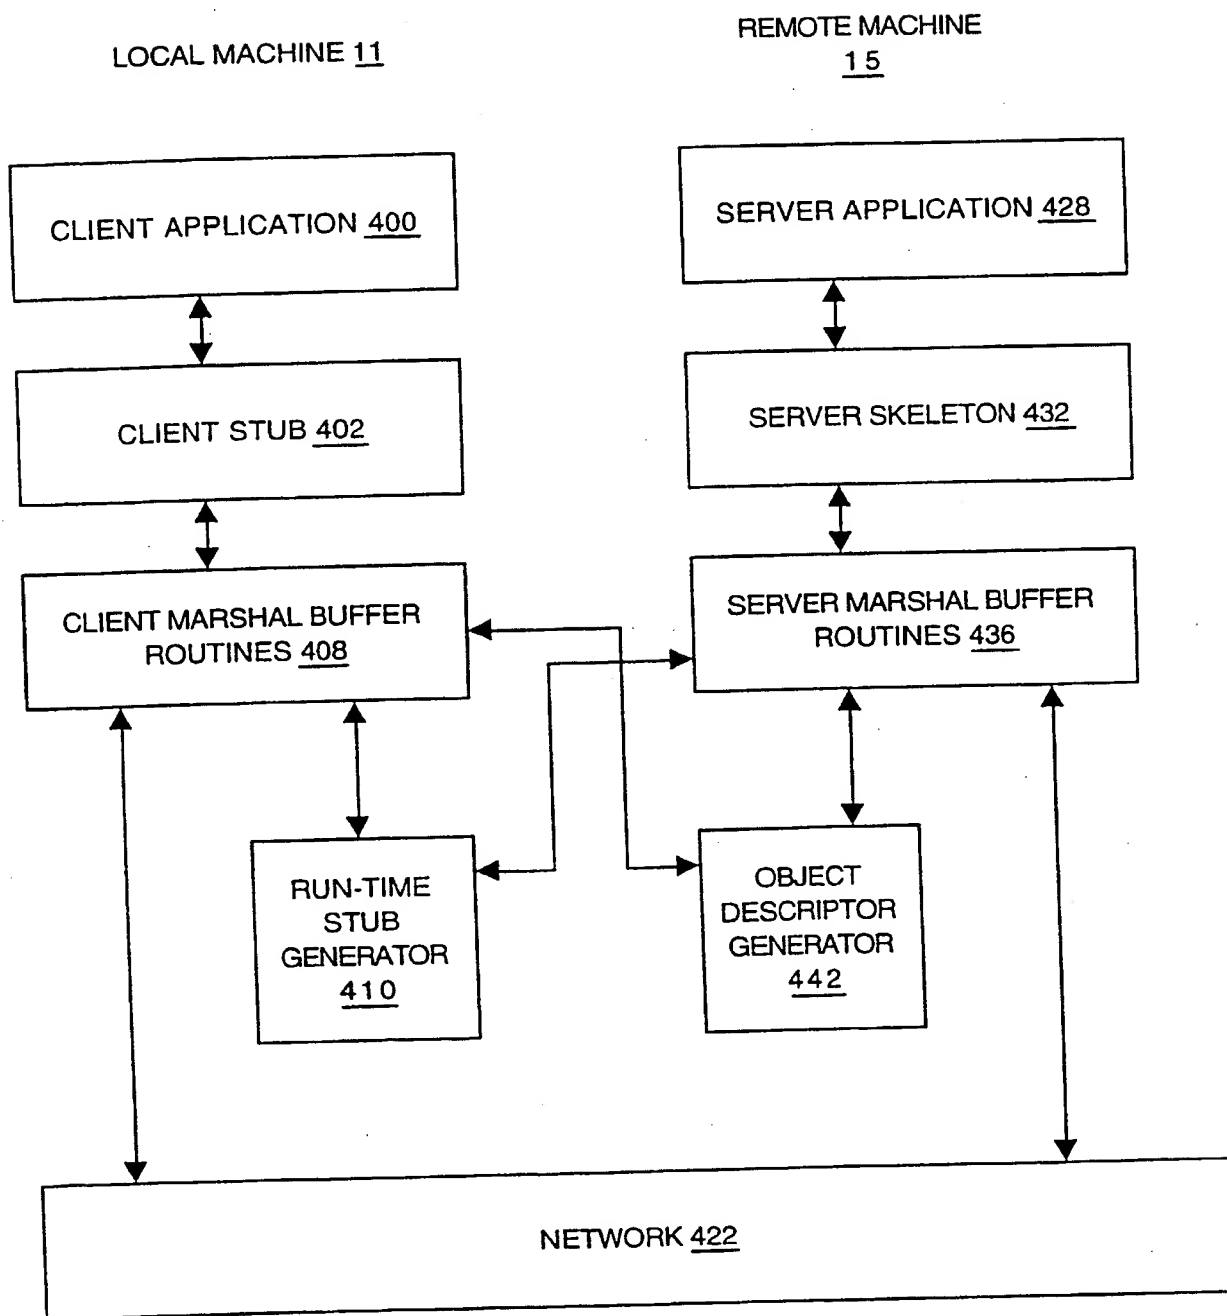 LOCAL MACHINE 11
REMOTE MACHINE
15
CLIENT APPLICATION 400
SERVER APPLICATION 428
CLIENT STUB 402
SERVER SKELETON 432
CLIENT MARSHAL BUFFER
ROUTINES 408
SERVER MARSHAL BUFFER
ROUTINES 436
RUN-TIME
STUB
GENERATOR
410
OBJECT
DESCRIPTOR
GENERATOR
442
NETWORK 422